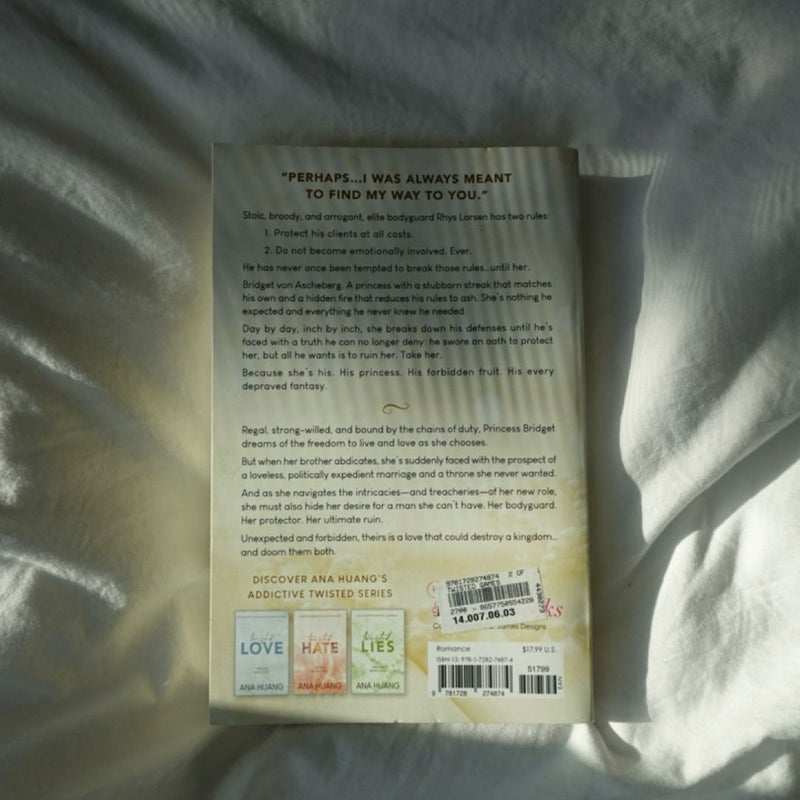 "PERHAPS...I WAS ALWAYS MEANT
TO FIND MY WAY TO YOU."
Stoic, broody, and arrogant, elite bodyguard Rhys Larsen has two rules:
1. Protect his clients at all costs.
2. Do not become emotionally involved. Ever.
He has never once been tempted to break those rules...until her.
Bridget von Ascheberg. A princess with a stubborn streak that matches
his own and a hidden fire that reduces his rules to ash. She's nothing he
expected and everything he never knew he needed.
Day by day, inch by inch, she breaks down his defenses until he's
faced with a truth he can no longer deny: he swore an oath to protect
her, but all he wants is to ruin her. Take her.
Because she's his. His princess. His forbidden fruit. His every
depraved fantasy.
Regal, strong-willed, and bound by the chains of duty, Princess Bridget
dreams of the freedom to live and love as she chooses.
But when her brother abdicates, she's suddenly faced with the prospect of
a loveless, politically expedient marriage and a throne she never wanted.
And as she navigates the intricacies—and treacheries—of her new role,
she must also hide her desire for a man she can't have. Her bodyguard.
Her protector. Her ultimate ruin.
Unexpected and forbidden, theirs is a love that could destroy a kingdom...
and doom them both.
DISCOVER ANA HUANG'S
ADDICTIVE TWISTED SERIES
LOVE
ANA HUANG
HATE
ANA HUANG
LIES
ANA HUANG
9781728274874 2 OF
TWISTED GAMES
14.007.06.03
ks
James Designs
Romance
$17.99 U.S.
ISBN-13: 978-1-7282-7487-4
51799
EAN
9 781728 274874